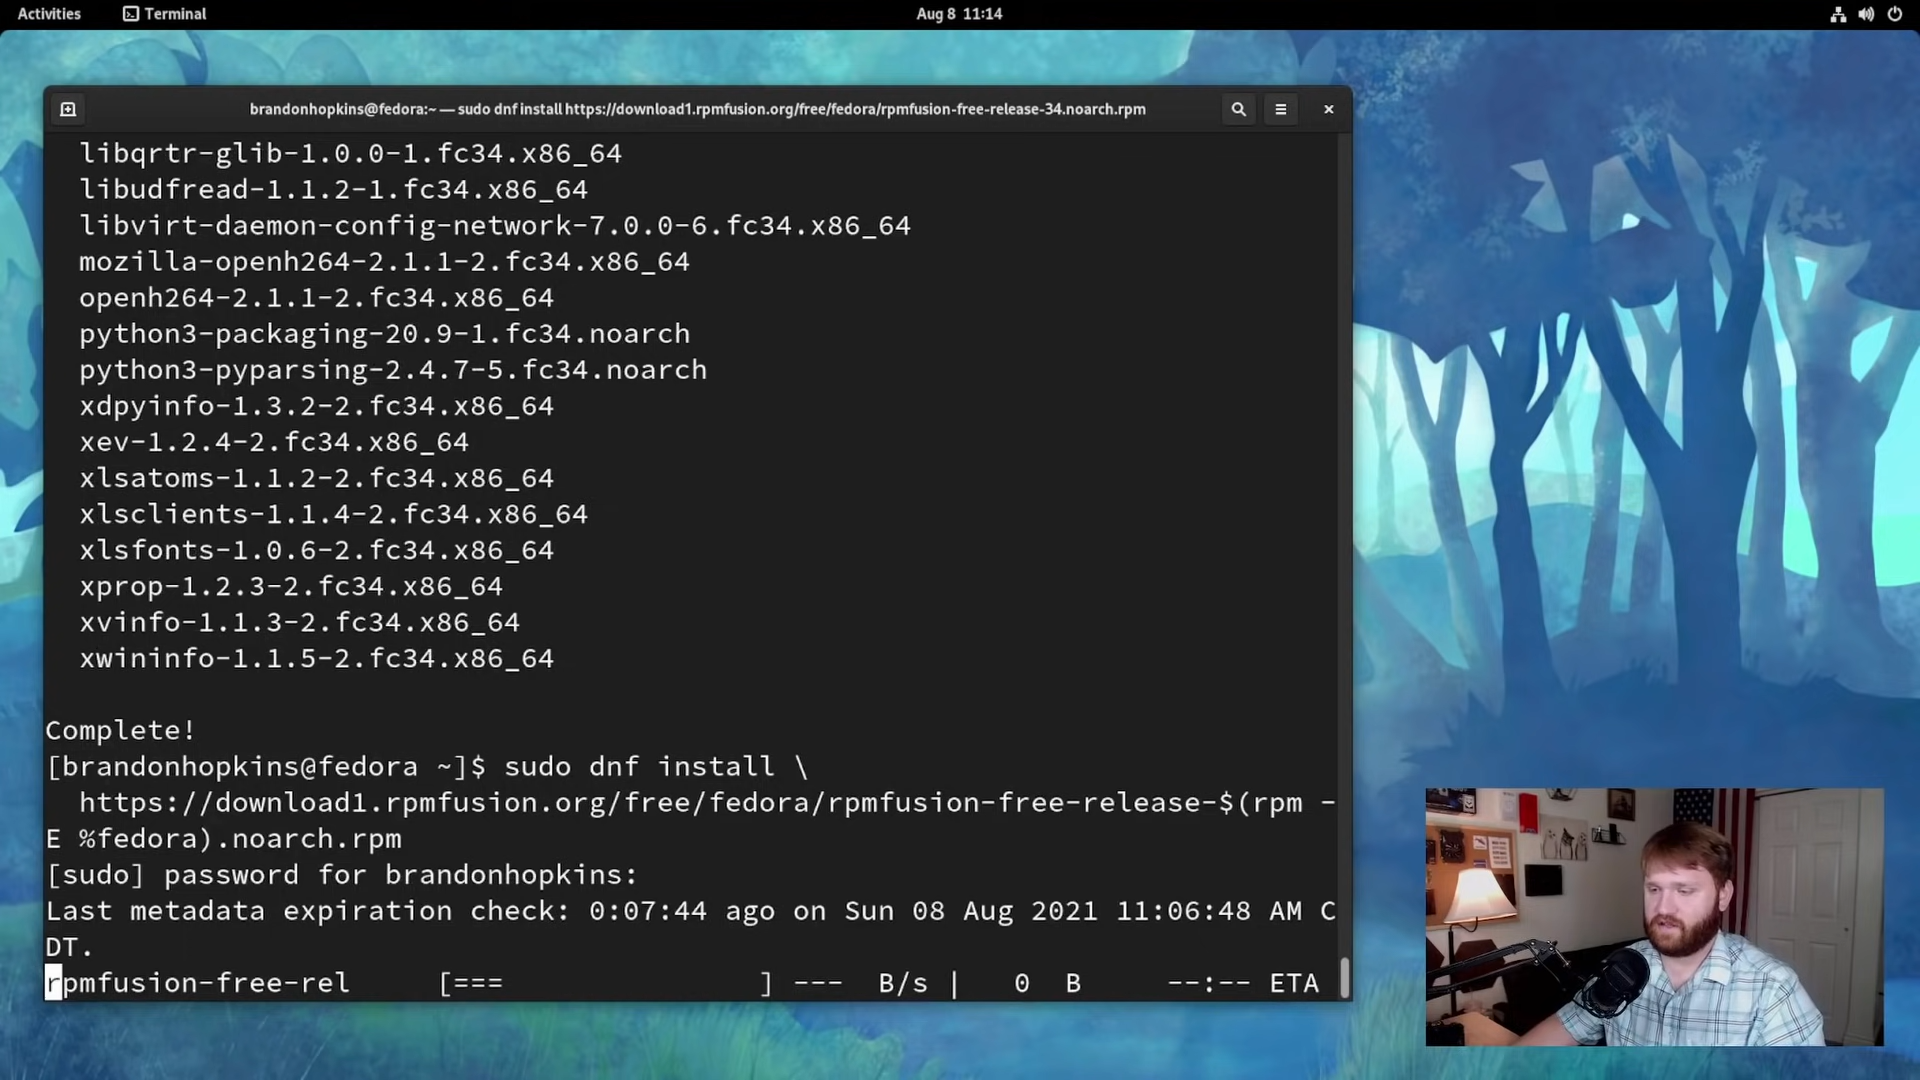 Activities
Terminal
Aug 8 11:14
brandonhopkins@fedora:~ — sudo dnf install https://download1.rpmfusion.org/free/fedora/rpmfusion-free-release-34.noarch.rpm
libqrtr-glib-1.0.0-1.fc34.x86_64
libudfread-1.1.2-1.fc34.x86_64
libvirt-daemon-config-network-7.0.0-6.fc34.x86_64
mozilla-openh264-2.1.1-2.fc34.x86_64
openh264-2.1.1-2.fc34.x86_64
python3-packaging-20.9-1.fc34.noarch
python3-pyparsing-2.4.7-5.fc34.noarch
xdpyinfo-1.3.2-2.fc34.x86_64
xev-1.2.4-2.fc34.x86_64
xlsatoms-1.1.2-2.fc34.x86_64
xlsclients-1.1.4-2.fc34.x86_64
xlsfonts-1.0.6-2.fc34.x86_64
xprop-1.2.3-2.fc34.x86_64
xvinfo-1.1.3-2.fc34.x86_64
xwininfo-1.1.5-2.fc34.x86_64
Complete!
[brandonhopkins@fedora ~]$ sudo dnf install \
https://download1.rpmfusion.org/free/fedora/rpmfusion-free-release-$(rpm -
E %fedora).noarch.rpm
[sudo] password for brandonhopkins:
Last metadata expiration check: 0:07:44 ago on Sun 08 Aug 2021 11:06:48 AM C
DT.
rpmfusion-free-rel [=== ] --- B/s | 0 B --:-- ETA